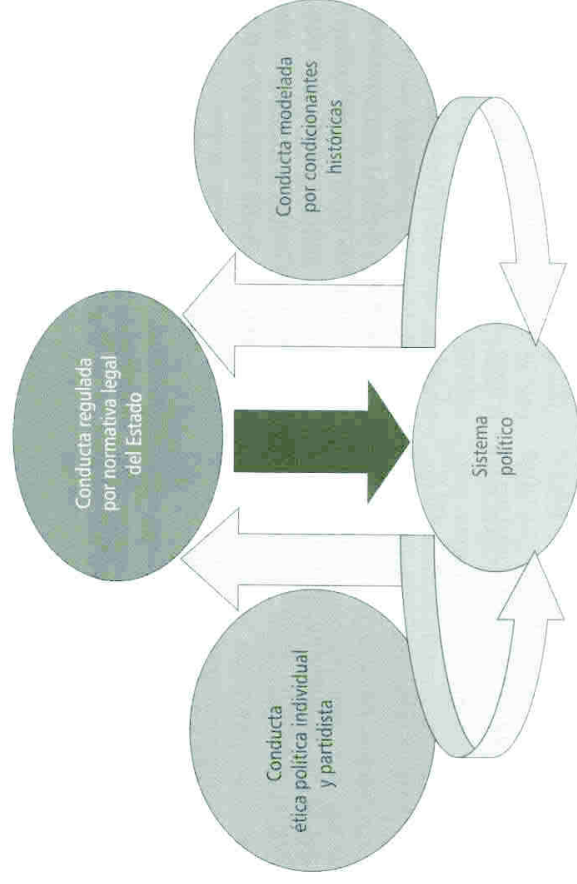 Conducta regulada
por normativa legal
del Estado
Conducta
ética política individual
y partidista
Conducta modelada
por condicionantes
históricas
Sistema
político